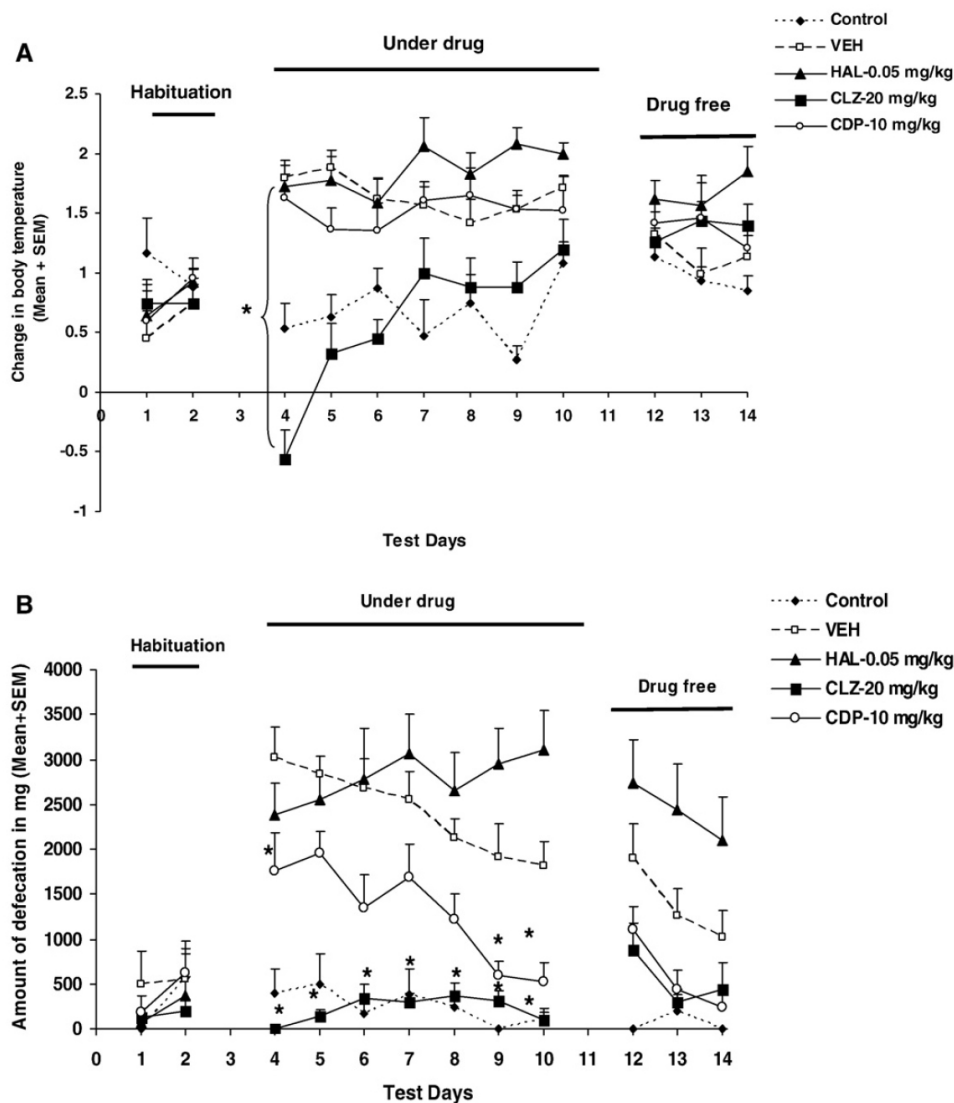 A
Under drug
Habituation
Drug free
Control
VEH
HAL-0.05 mg/kg
CLZ-20 mg/kg
CDP-10 mg/kg
Change in body temperature
(Mean + SEM)
2.5
2
1.5
1
0.5
0
-0.5
-1
*
0 1 2 3 4 5 6 7 8 9 10 11 12 13 14
Test Days
B
Under drug
Habituation
Drug free
Control
VEH
HAL-0.05 mg/kg
CLZ-20 mg/kg
CDP-10 mg/kg
Amount of defecation in mg (Mean+SEM)
4000
3500
3000
2500
2000
1500
1000
500
0
*
* *
* * * * * *
*
0 1 2 3 4 5 6 7 8 9 10 11 12 13 14
Test Days